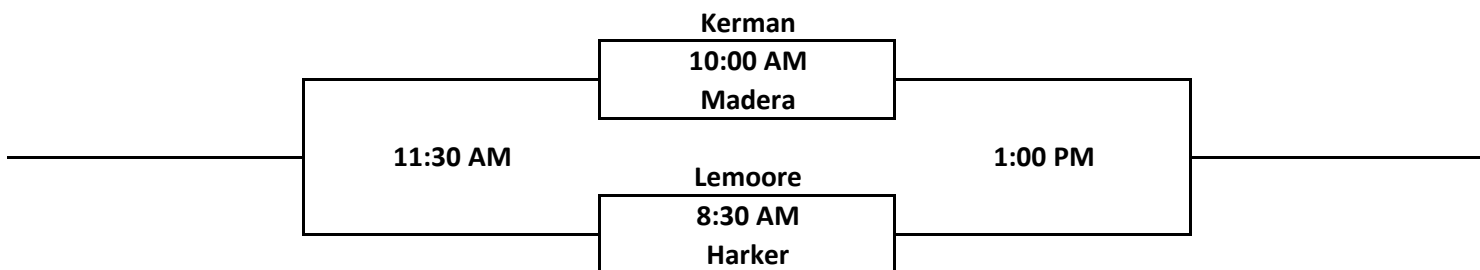 Kerman
10:00 AM
Madera
11:30 AM
1:00 PM
Lemoore
8:30 AM
Harker